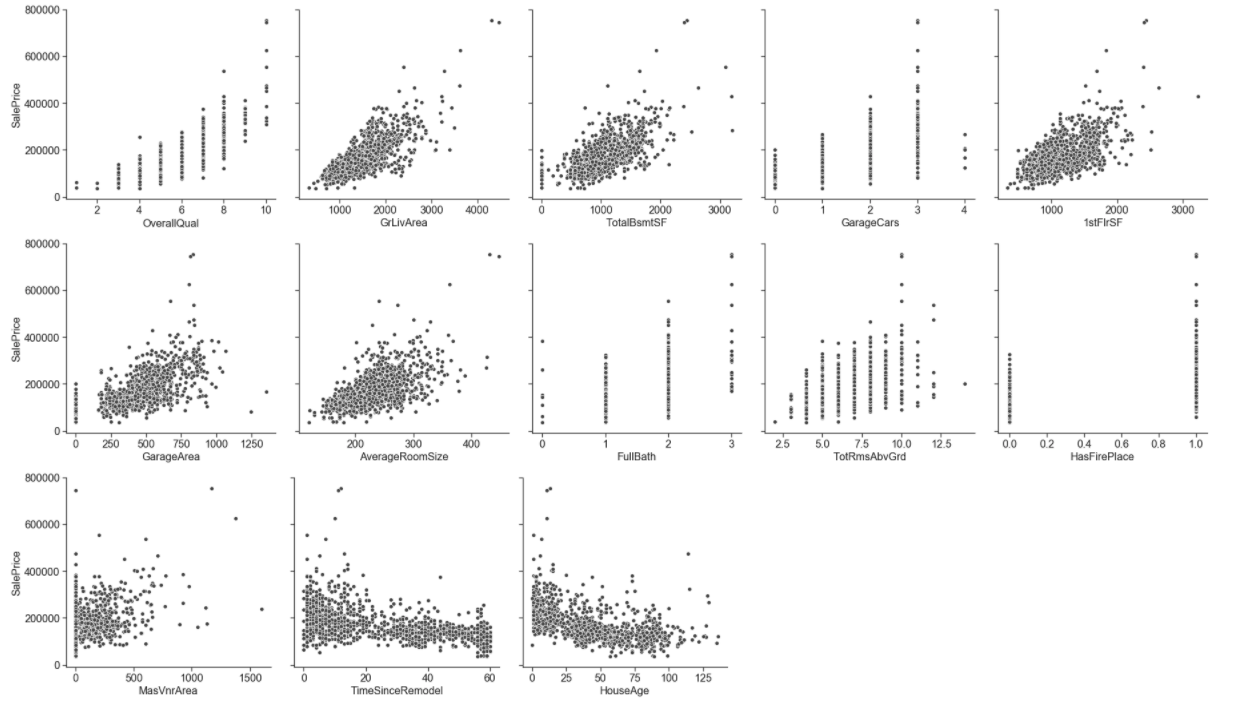 800000
600000
400000
200000
0
SalePrice
2 4 6 8 10
OverallQual
1000 2000 3000 4000
GrLivArea
0 1000 2000 3000
TotalBsmtSF
0 1 2 3 4
GarageCars
1000 2000 3000
1stFlrSF
800000
600000
400000
200000
0
SalePrice
0 250 500 750 1000 1250
GarageArea
200 300 400
AverageRoomSize
0 1 2 3
FullBath
2.5 5.0 7.5 10.0 12.5
TotRmsAbvGrd
0.0 0.2 0.4 0.6 0.8 1.0
HasFirePlace
800000
600000
400000
200000
0
SalePrice
0 500 1000 1500
MasVnrArea
0 20 40 60
TimeSinceRemodel
0 25 50 75 100 125
HouseAge